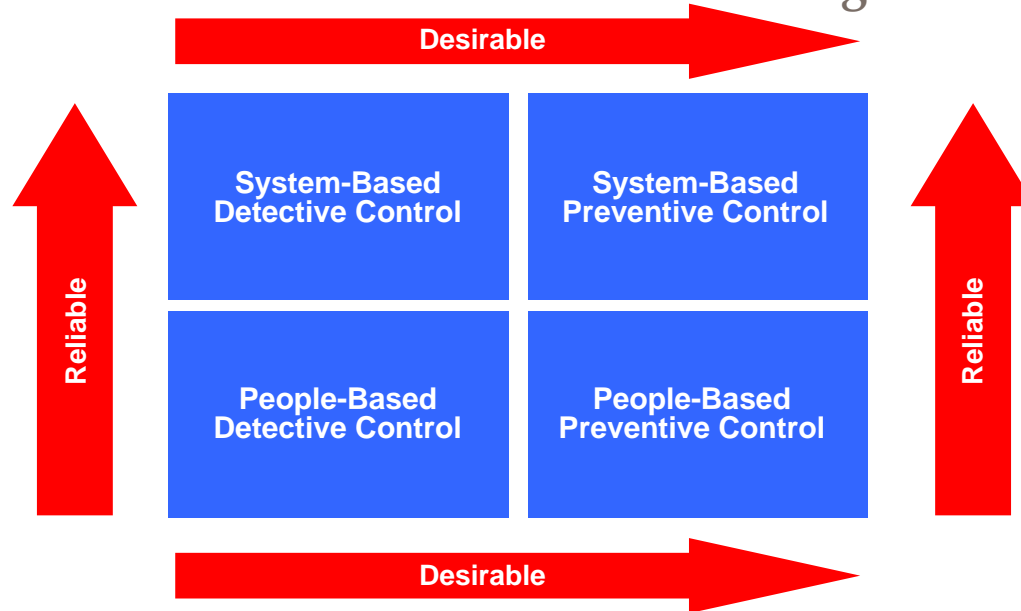 g
Desirable
System-Based
Detective Control
System-Based
Preventive Control
Reliable
Reliable
People-Based
Detective Control
People-Based
Preventive Control
Desirable